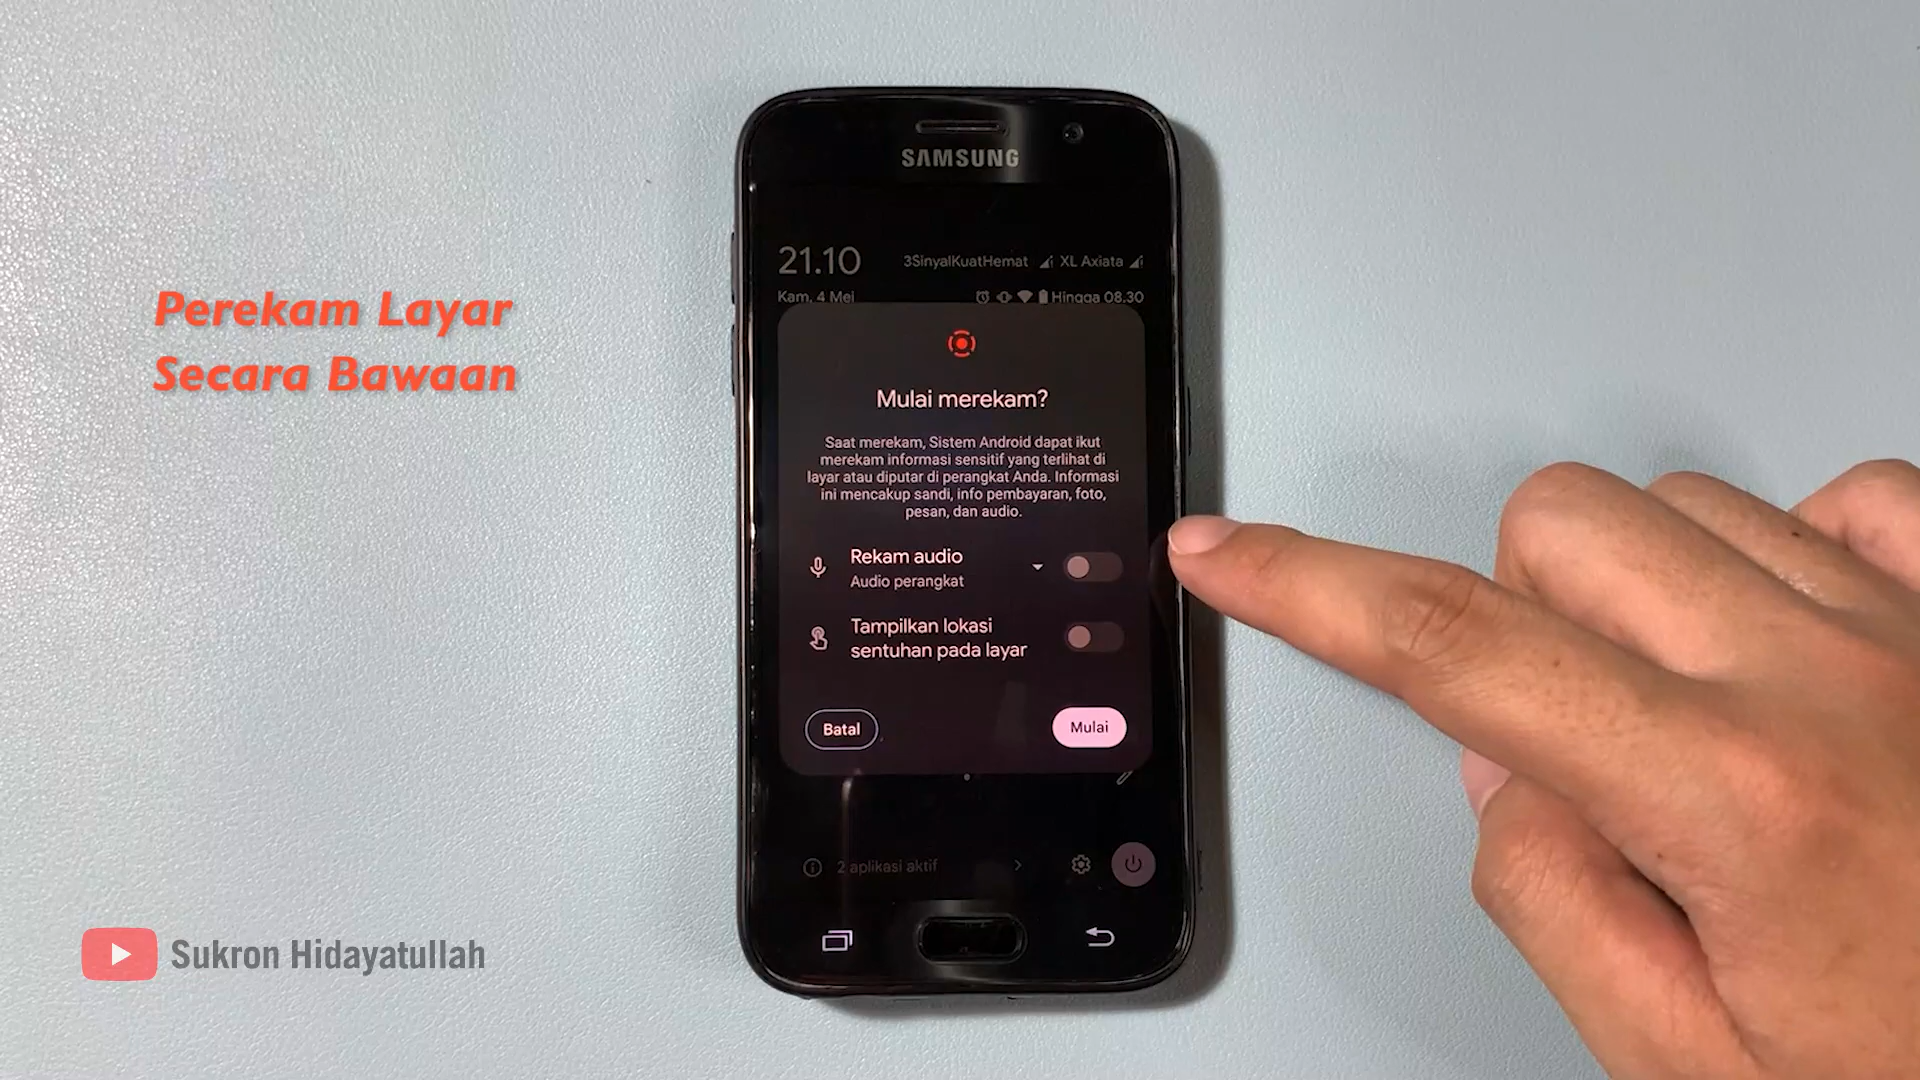 SAMSUNG
21.10 3SinyalKuatHemat XL Axiata
Kam, 4 Mei Hingga 08.30
Perekam Layar
Secara Bawaan
Mulai merekam?
Saat merekam, Sistem Android dapat ikut
merekam informasi sensitif yang terlihat di
layar atau diputar di perangkat Anda. Informasi
ini mencakup sandi, info pembayaran, foto,
pesan, dan audio.
Rekam audio
Audio perangkat
Tampilkan lokasi
sentuhan pada layar
Batal Mulai
2 aplikasi aktif
Sukron Hidayatullah